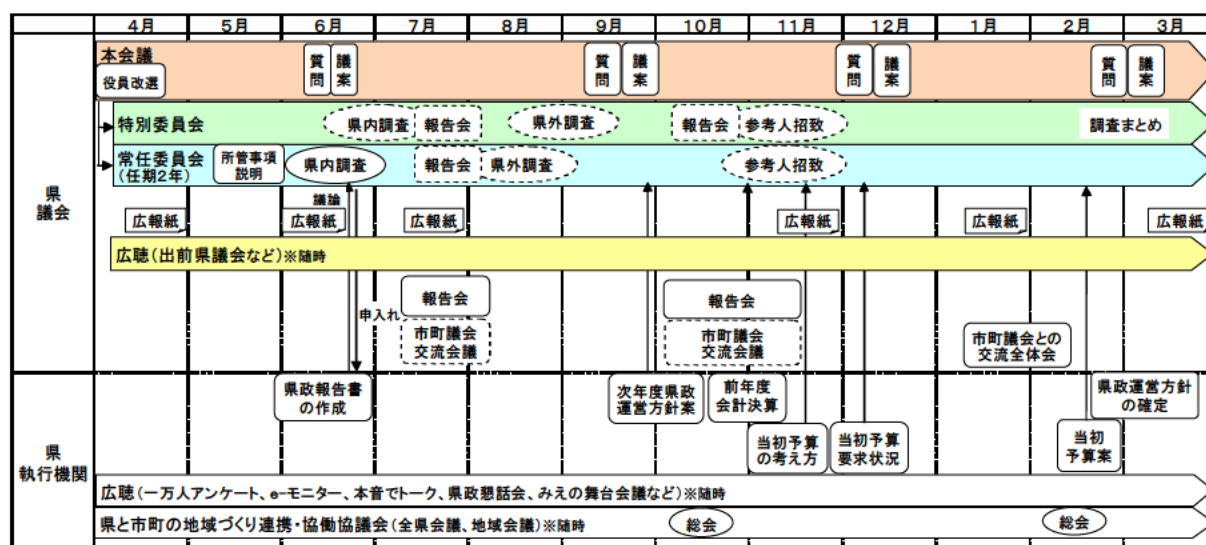 4月 5月 6月 7月 8月 9月 10月 11月 12月 1月 2月 3月
県
議会
本会議
役員改選
質問 議案
質問 議案
質問 議案
質問 議案
特別委員会
県内調査
報告会
県外調査
報告会
参考人招致
調査まとめ
常任委員会
(任期2年)
所管事項
説明
県内調査
報告会
県外調査
参考人招致
議論
広報紙
広報紙
広報紙
広報紙
広報紙
広報紙
広聴(出前県議会など)※随時
申入れ
報告会
市町議会
交流会議
報告会
市町議会
交流会議
市町議会との
交流全体会
県
執行機関
県政報告書
の作成
次年度県政
運営方針案
前年度
会計決算
当初予算
の考え方
当初予算
要求状況
当初
予算案
県政運営方針
の確定
広聴(一万人アンケート、e-モニター、本音でトーク、県政懇話会、みえの舞台会議など)※随時
県と市町の地域づくり連携・協働協議会(全県会議、地域会議)※随時
総会
総会